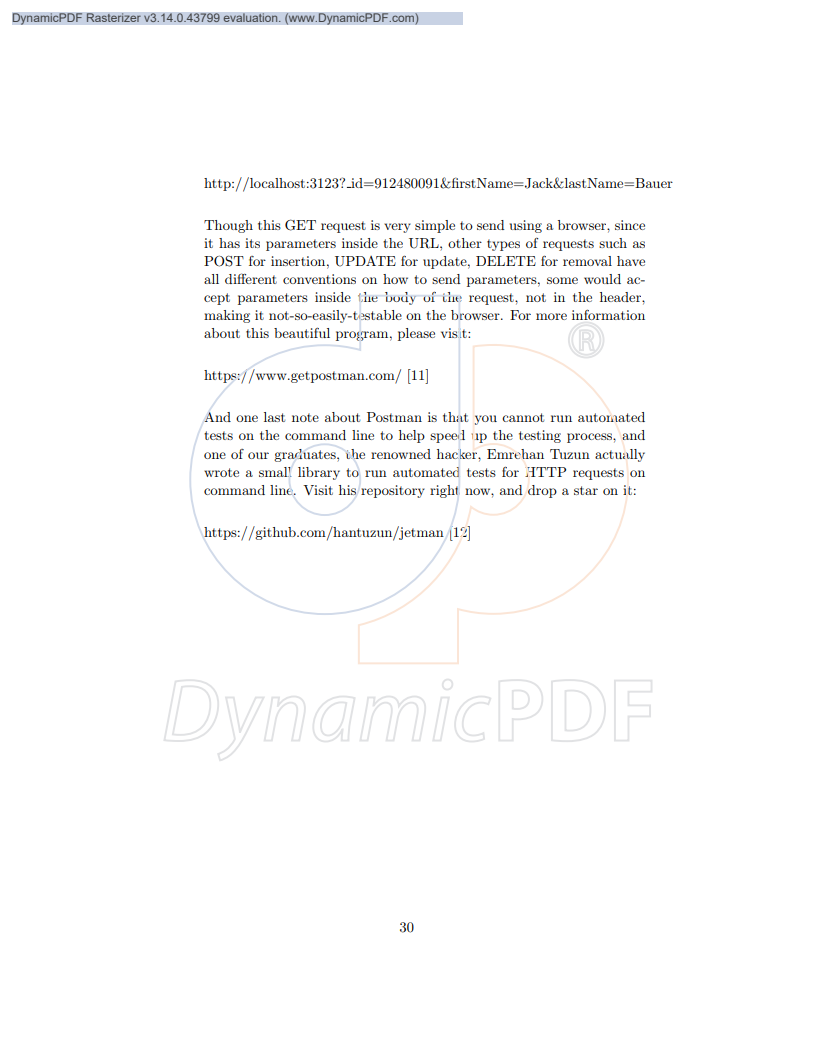 DynamicPDF Rasterizer v3.14.0.43799 evaluation. (www.DynamicPDF.com)
http://localhost:3123?_id=912480091&firstName=Jack&lastName=Bauer
Though this GET request is very simple to send using a browser, since
it has its parameters inside the URL, other types of requests such as
POST for insertion, UPDATE for update, DELETE for removal have
all different conventions on how to send parameters, some would ac-
cept parameters inside the body of the request, not in the header,
making it not-so-easily-testable on the browser. For more information
about this beautiful program, please visit:
®
https://www.getpostman.com/ [11]
And one last note about Postman is that you cannot run automated
tests on the command line to help speed up the testing process, and
one of our graduates, the renowned hacker, Emrehan Tuzun actually
wrote a small library to run automated tests for HTTP requests on
command line. Visit his repository right now, and drop a star on it:
https://github.com/hantuzun/jetman [12]
DynamicPDF
30